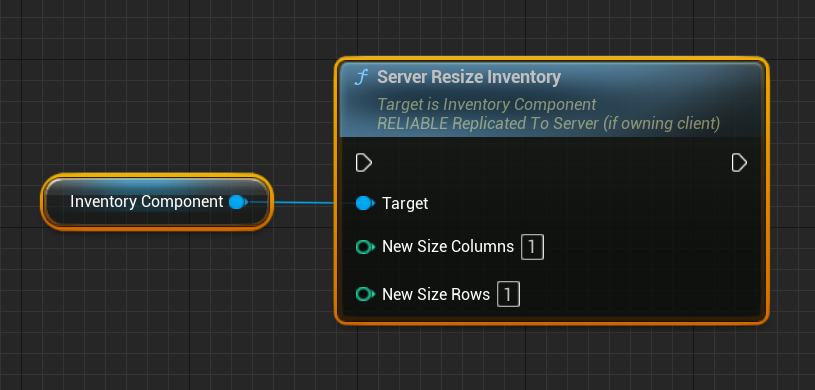 Server Resize Inventory
Target is Inventory Component
RELIABLE Replicated To Server (if owning client)
Inventory Component
Target
New Size Columns 1
New Size Rows 1